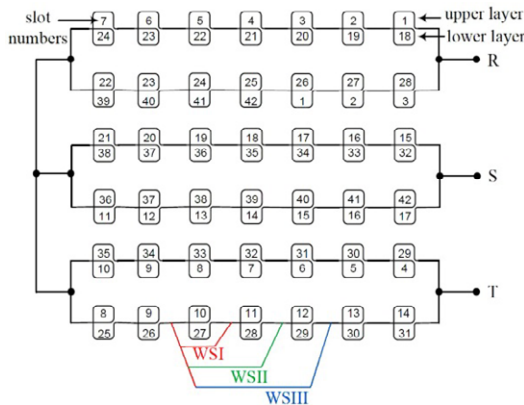 slot numbers
upper layer
lower layer
7 6 5 4 3 2 1
24 23 22 21 20 19 18
R
22 23 24 25 26 27 28
39 40 41 42 1 2 3
21 20 19 18 17 16 15
38 37 36 35 34 33 32
S
36 37 38 39 40 41 42
11 12 13 14 15 16 17
35 34 33 32 31 30 29
10 9 8 7 6 5 4
T
8 9 10 11 12 13 14
25 26 27 28 29 30 31
WSI
WSII
WSIII